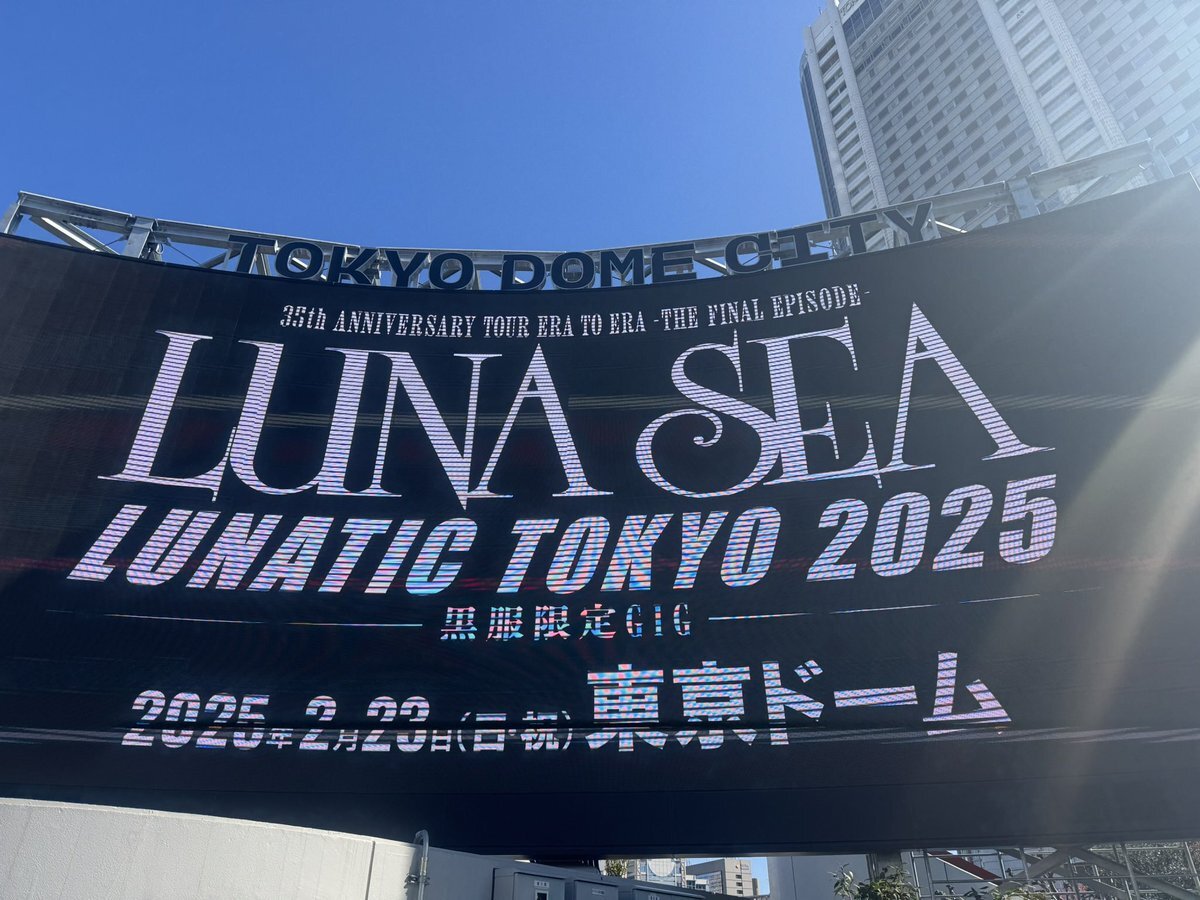 TOKYO DOME CITY
35th ANNIVERSARY TOUR ERA TO ERA -THE FINAL EPISODE-
LUNA SEA
LUNATIC TOKYO 2025
黒服限定GIG
2025年2月23日(日・祝)東京ドーム